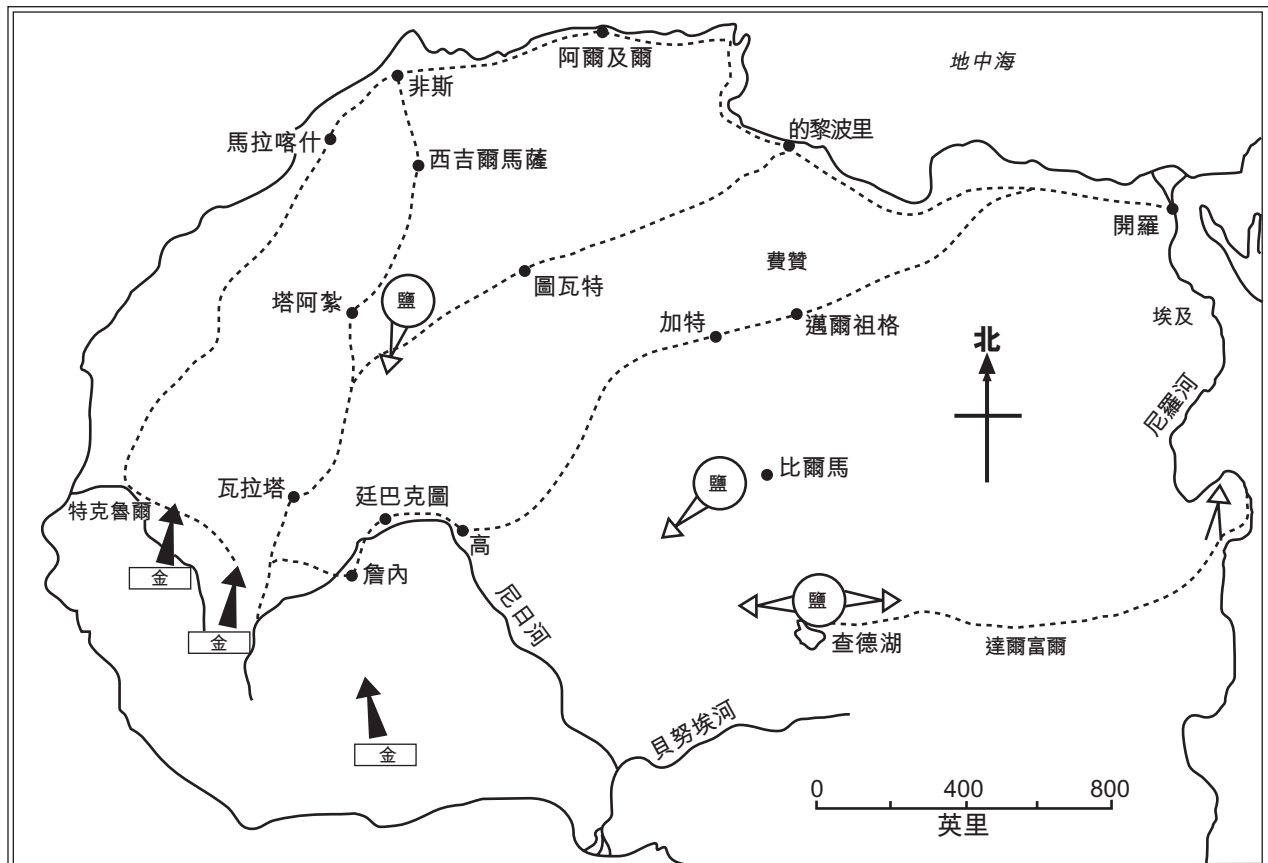 阿爾及爾
地中海
非斯
馬拉喀什
的黎波里
西吉爾馬薩
開羅
費贊
圖瓦特
塔阿紮
鹽
加特
邁爾祖格
埃及
北
尼羅河
比爾馬
鹽
瓦拉塔
廷巴克圖
特克魯爾
高
金
詹內
鹽
尼日河
金
查德湖
達爾富爾
貝努埃河
金
0 400 800
英里